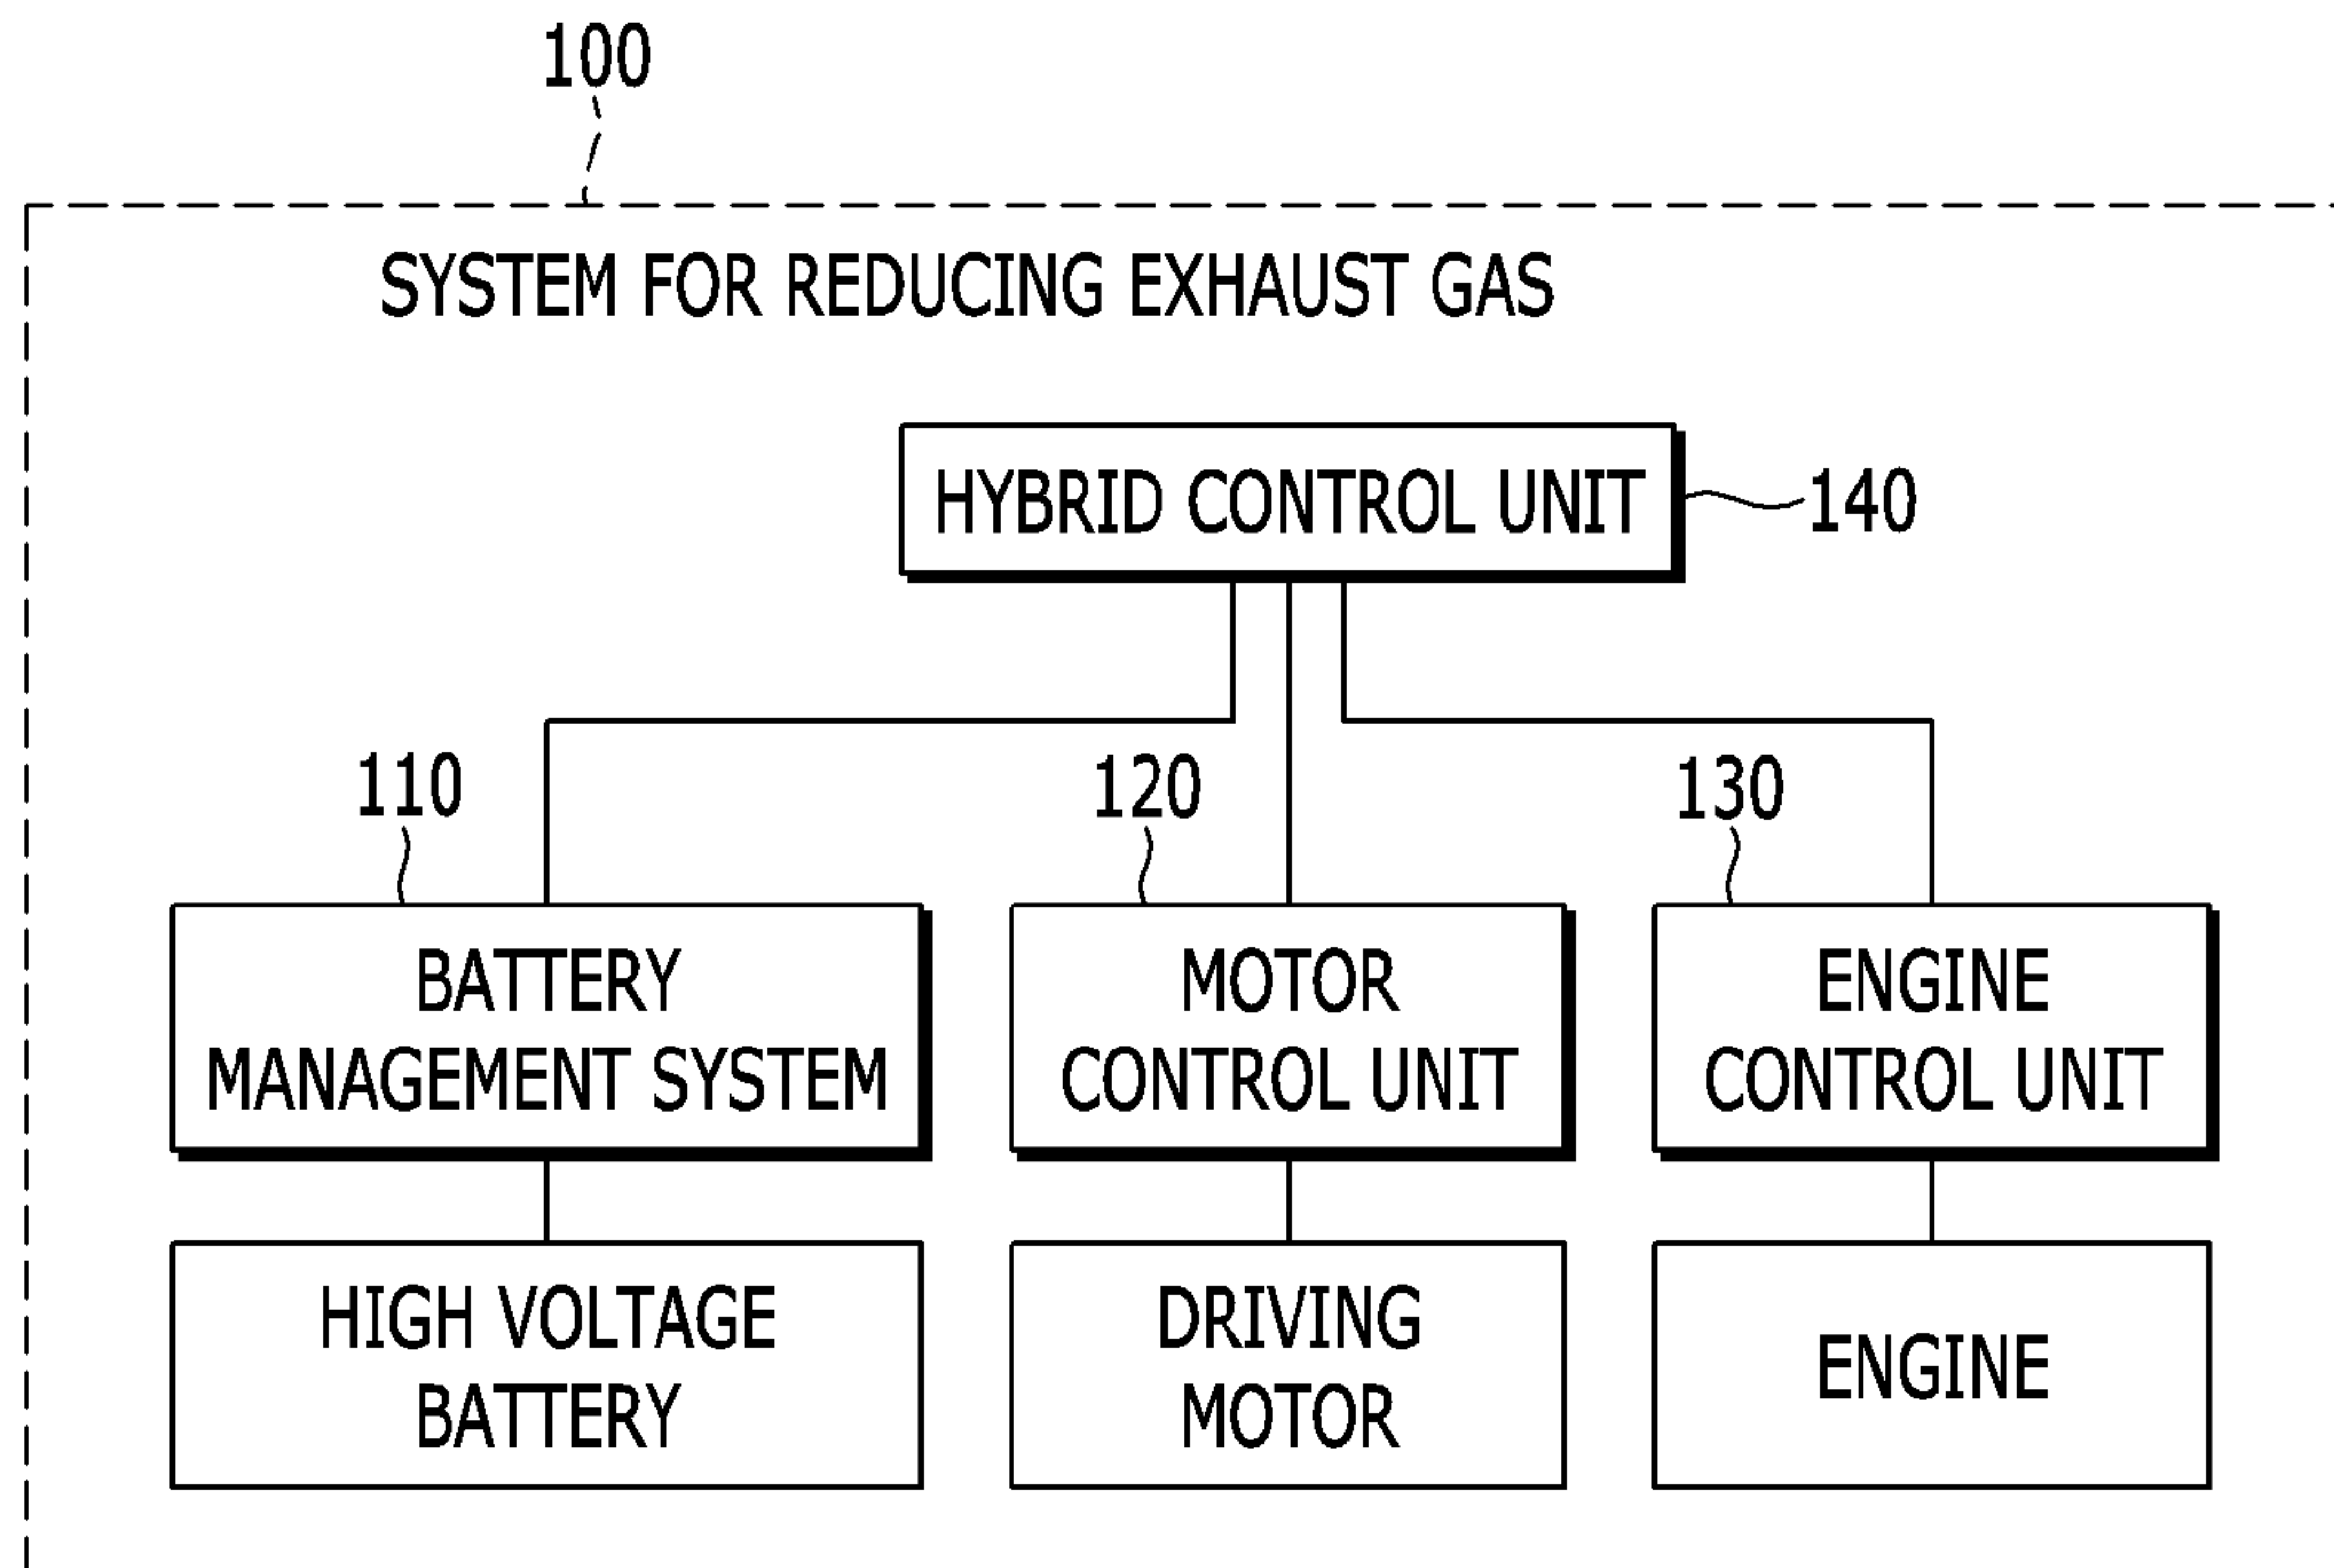 100
SYSTEM FOR REDUCING EXHAUST GAS
HYBRID CONTROL UNIT
140
110
120
130
BATTERY
MANAGEMENT SYSTEM
MOTOR
CONTROL UNIT
ENGINE
CONTROL UNIT
HIGH VOLTAGE
BATTERY
DRIVING
MOTOR
ENGINE